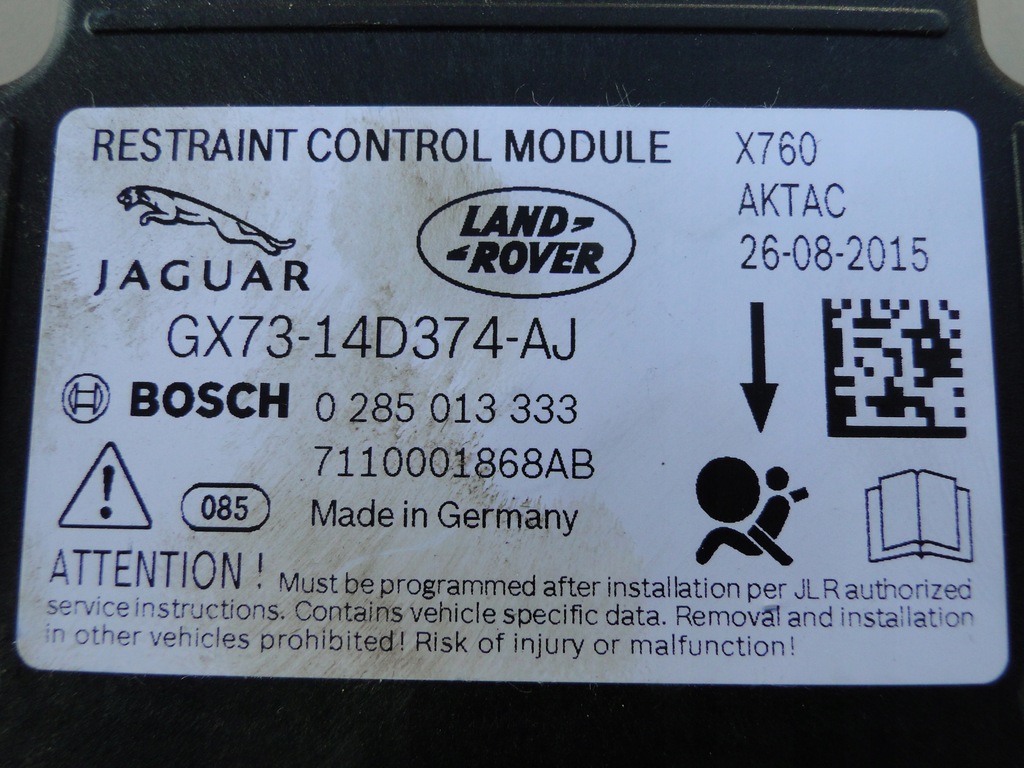 RESTRAINT CONTROL MODULE
X760
AKTAC
26-08-2015
JAGUAR
LAND
ROVER
GX73-14D374-AJ
BOSCH 0 285 013 333
7110001868AB
085
Made in Germany
ATTENTION ! Must be programmed after installation per JLR authorized
service instructions. Contains vehicle specific data. Removal and installation
in other vehicles prohibited! Risk of injury or malfunction!